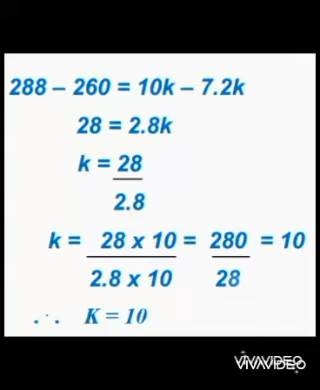 288 – 260 = 10k – 7.2k
28 = 2.8k
k = 28
2.8
k = 28 x 10 = 280 = 10
2.8 x 10 28
∴ K = 10
VIVAVIDEO